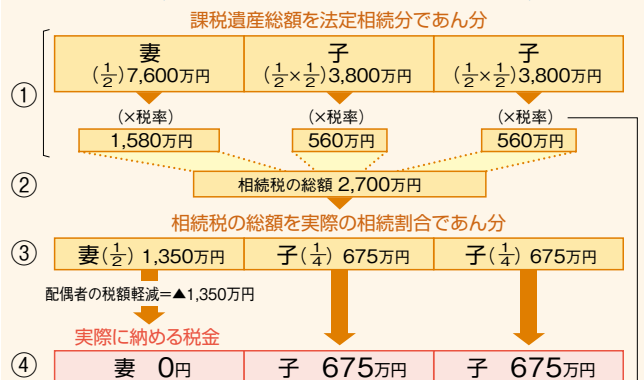 課税遺産総額を法定相続分であん分
①
妻 子 子
(1/2)7,600万円 (1/2×1/2)3,800万円 (1/2×1/2)3,800万円
(×税率) (×税率) (×税率)
1,580万円 560万円 560万円
② 相続税の総額 2,700万円
相続税の総額を実際の相続割合であん分
③ 妻(1/2) 1,350万円 子(1/4) 675万円 子(1/4) 675万円
配偶者の税額軽減=▲1,350万円
実際に納める税金
④ 妻 0円 子 675万円 子 675万円